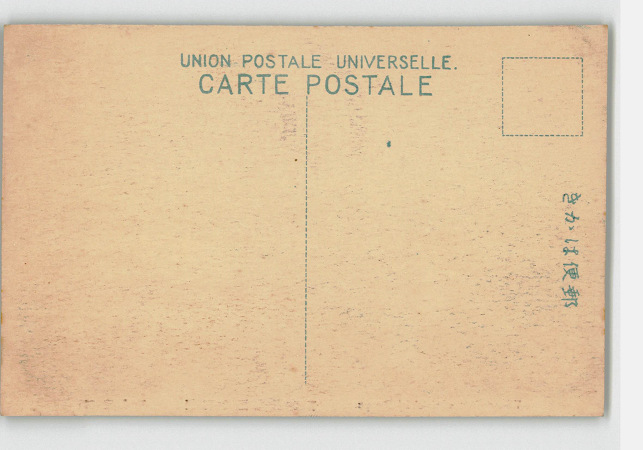 UNION POSTALE UNIVERSELLE.
CARTE POSTALE
きかは便郵